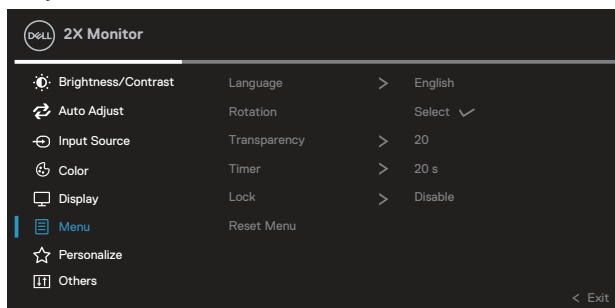 DELL 2X Monitor
Brightness/Contrast Language > English
Auto Adjust Rotation Select ✓
Input Source Transparency > 20
Color Timer > 20 s
Display Lock > Disable
Menu Reset Menu
Personalize
Others
< Exit